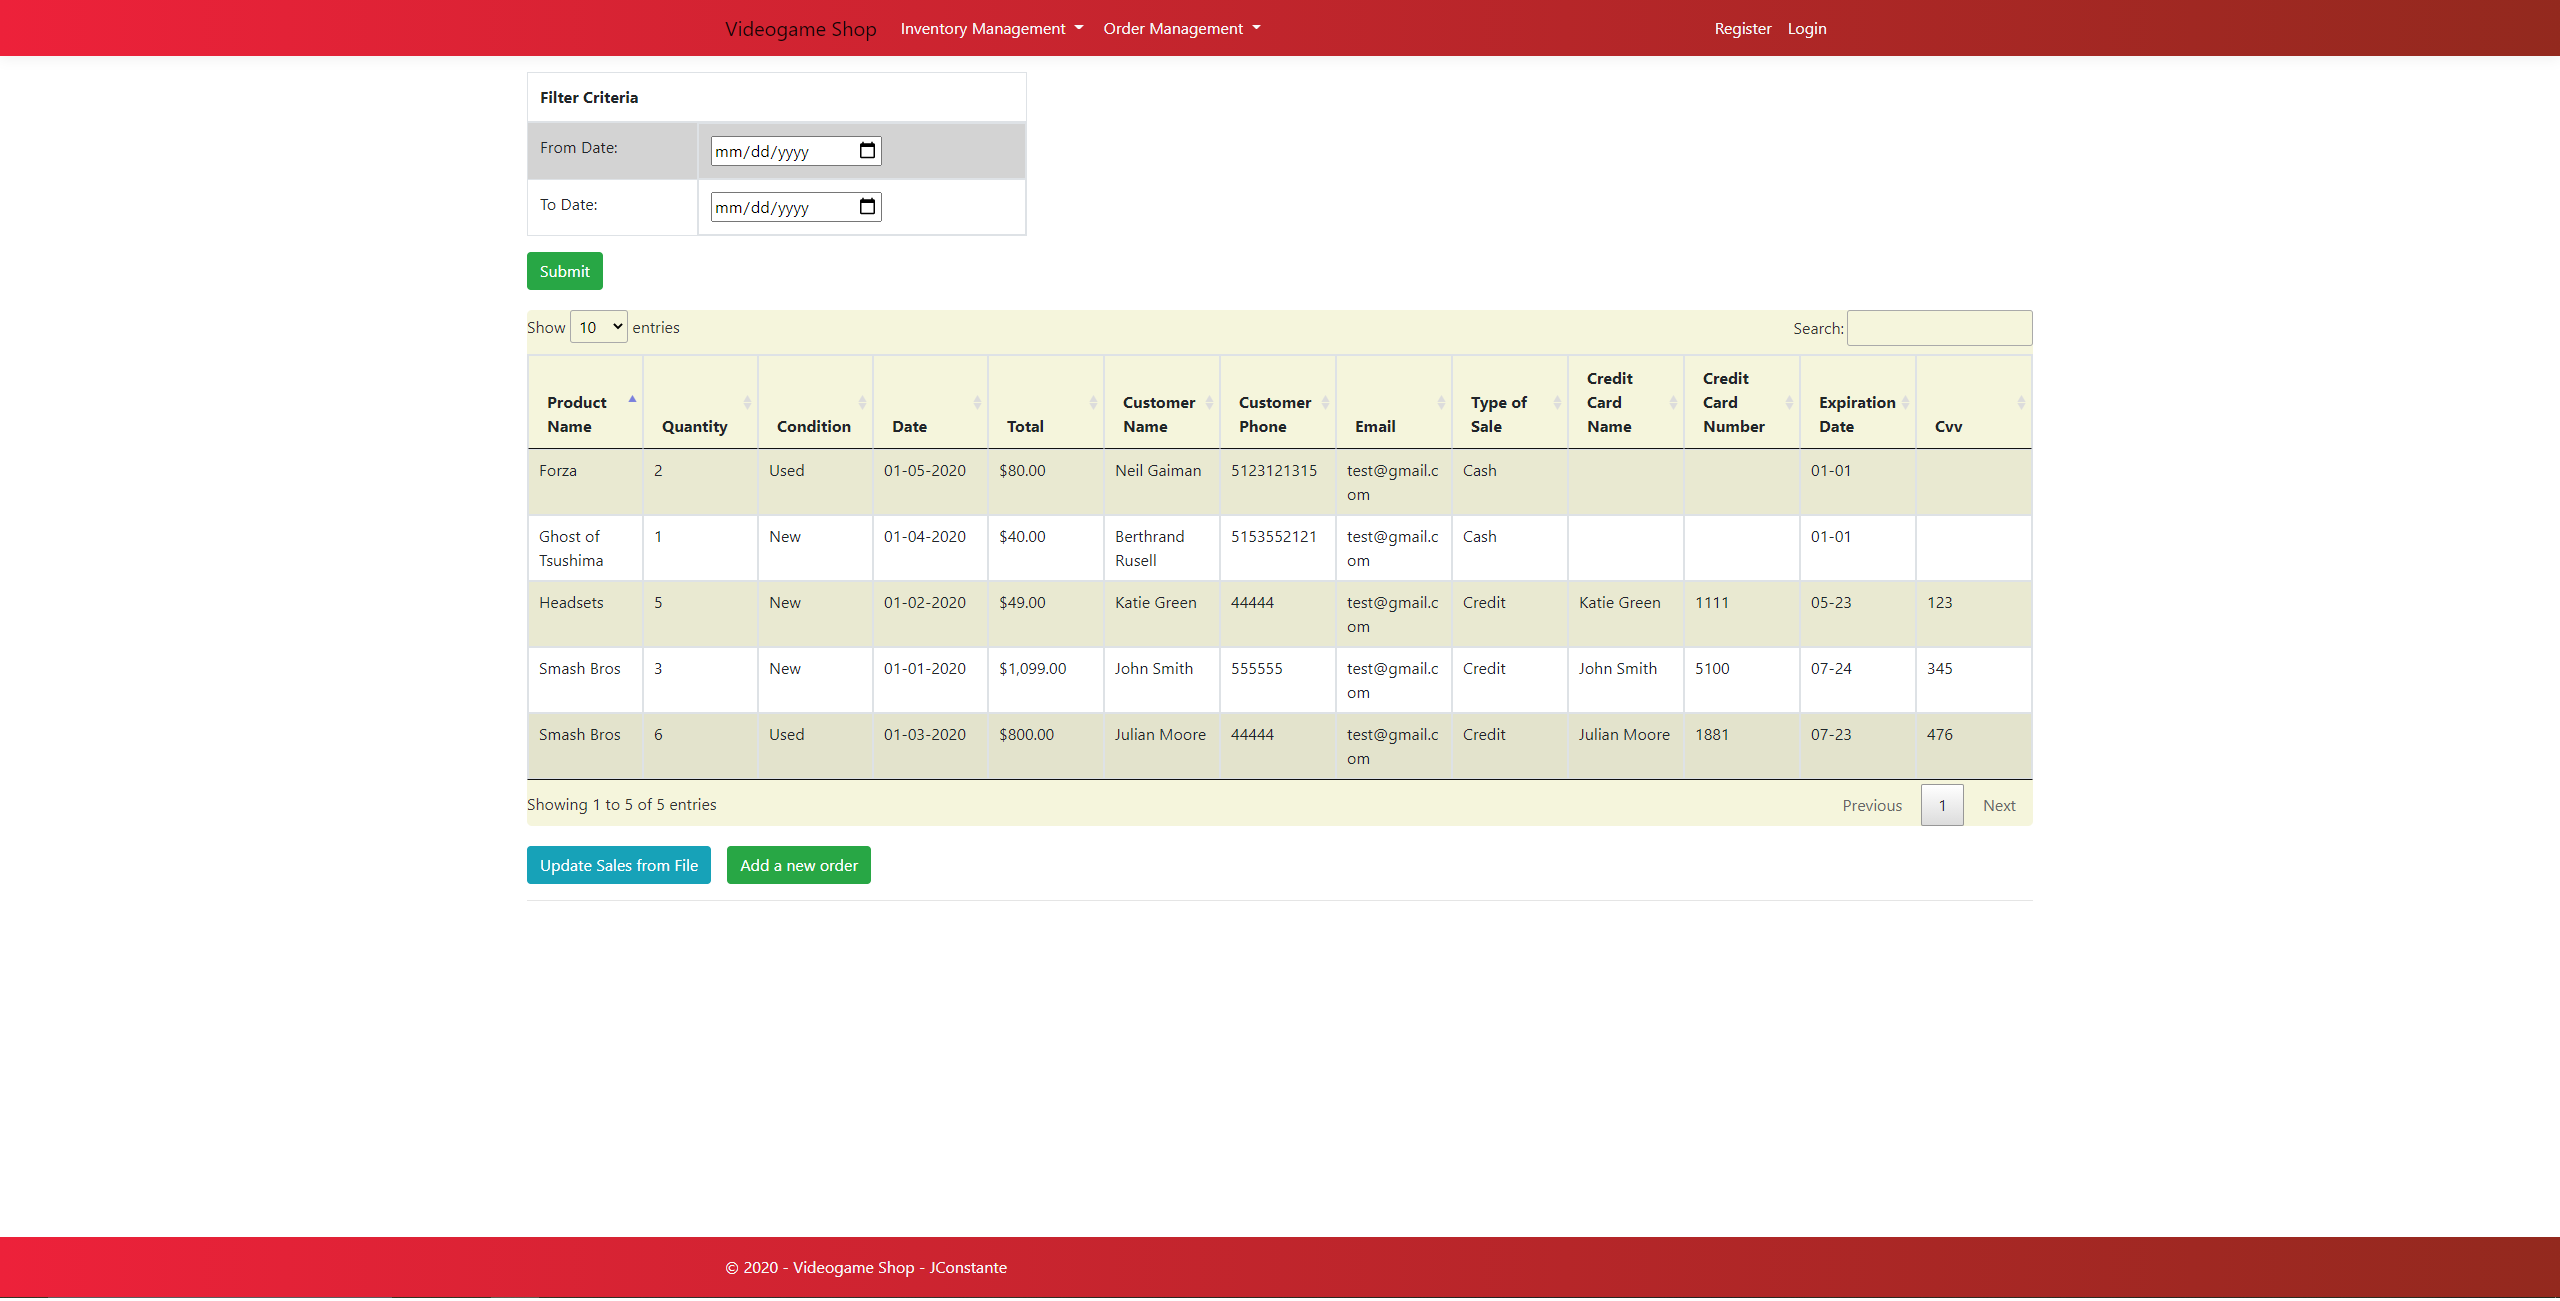 Videogame Shop Inventory Management Order Management Register Login
Filter Criteria
From Date: mm/dd/yyyy
To Date: mm/dd/yyyy
Submit
Show 10 entries Search:
Product Name Quantity Condition Date Total Customer Name Customer Phone Email Type of Sale Credit Card Name Credit Card Number Expiration Date Cvv
Forza 2 Used 01-05-2020 $80.00 Neil Gaiman 5123121315 test@gmail.com Cash 01-01
Ghost of Tsushima 1 New 01-04-2020 $40.00 Berthrand Rusell 5153552121 test@gmail.com Cash 01-01
Headsets 5 New 01-02-2020 $49.00 Katie Green 44444 test@gmail.com Credit Katie Green 1111 05-23 123
Smash Bros 3 New 01-01-2020 $1,099.00 John Smith 555555 test@gmail.com Credit John Smith 5100 07-24 345
Smash Bros 6 Used 01-03-2020 $800.00 Julian Moore 44444 test@gmail.com Credit Julian Moore 1881 07-23 476
Showing 1 to 5 of 5 entries Previous 1 Next
Update Sales from File Add a new order
© 2020 - Videogame Shop - JConstante